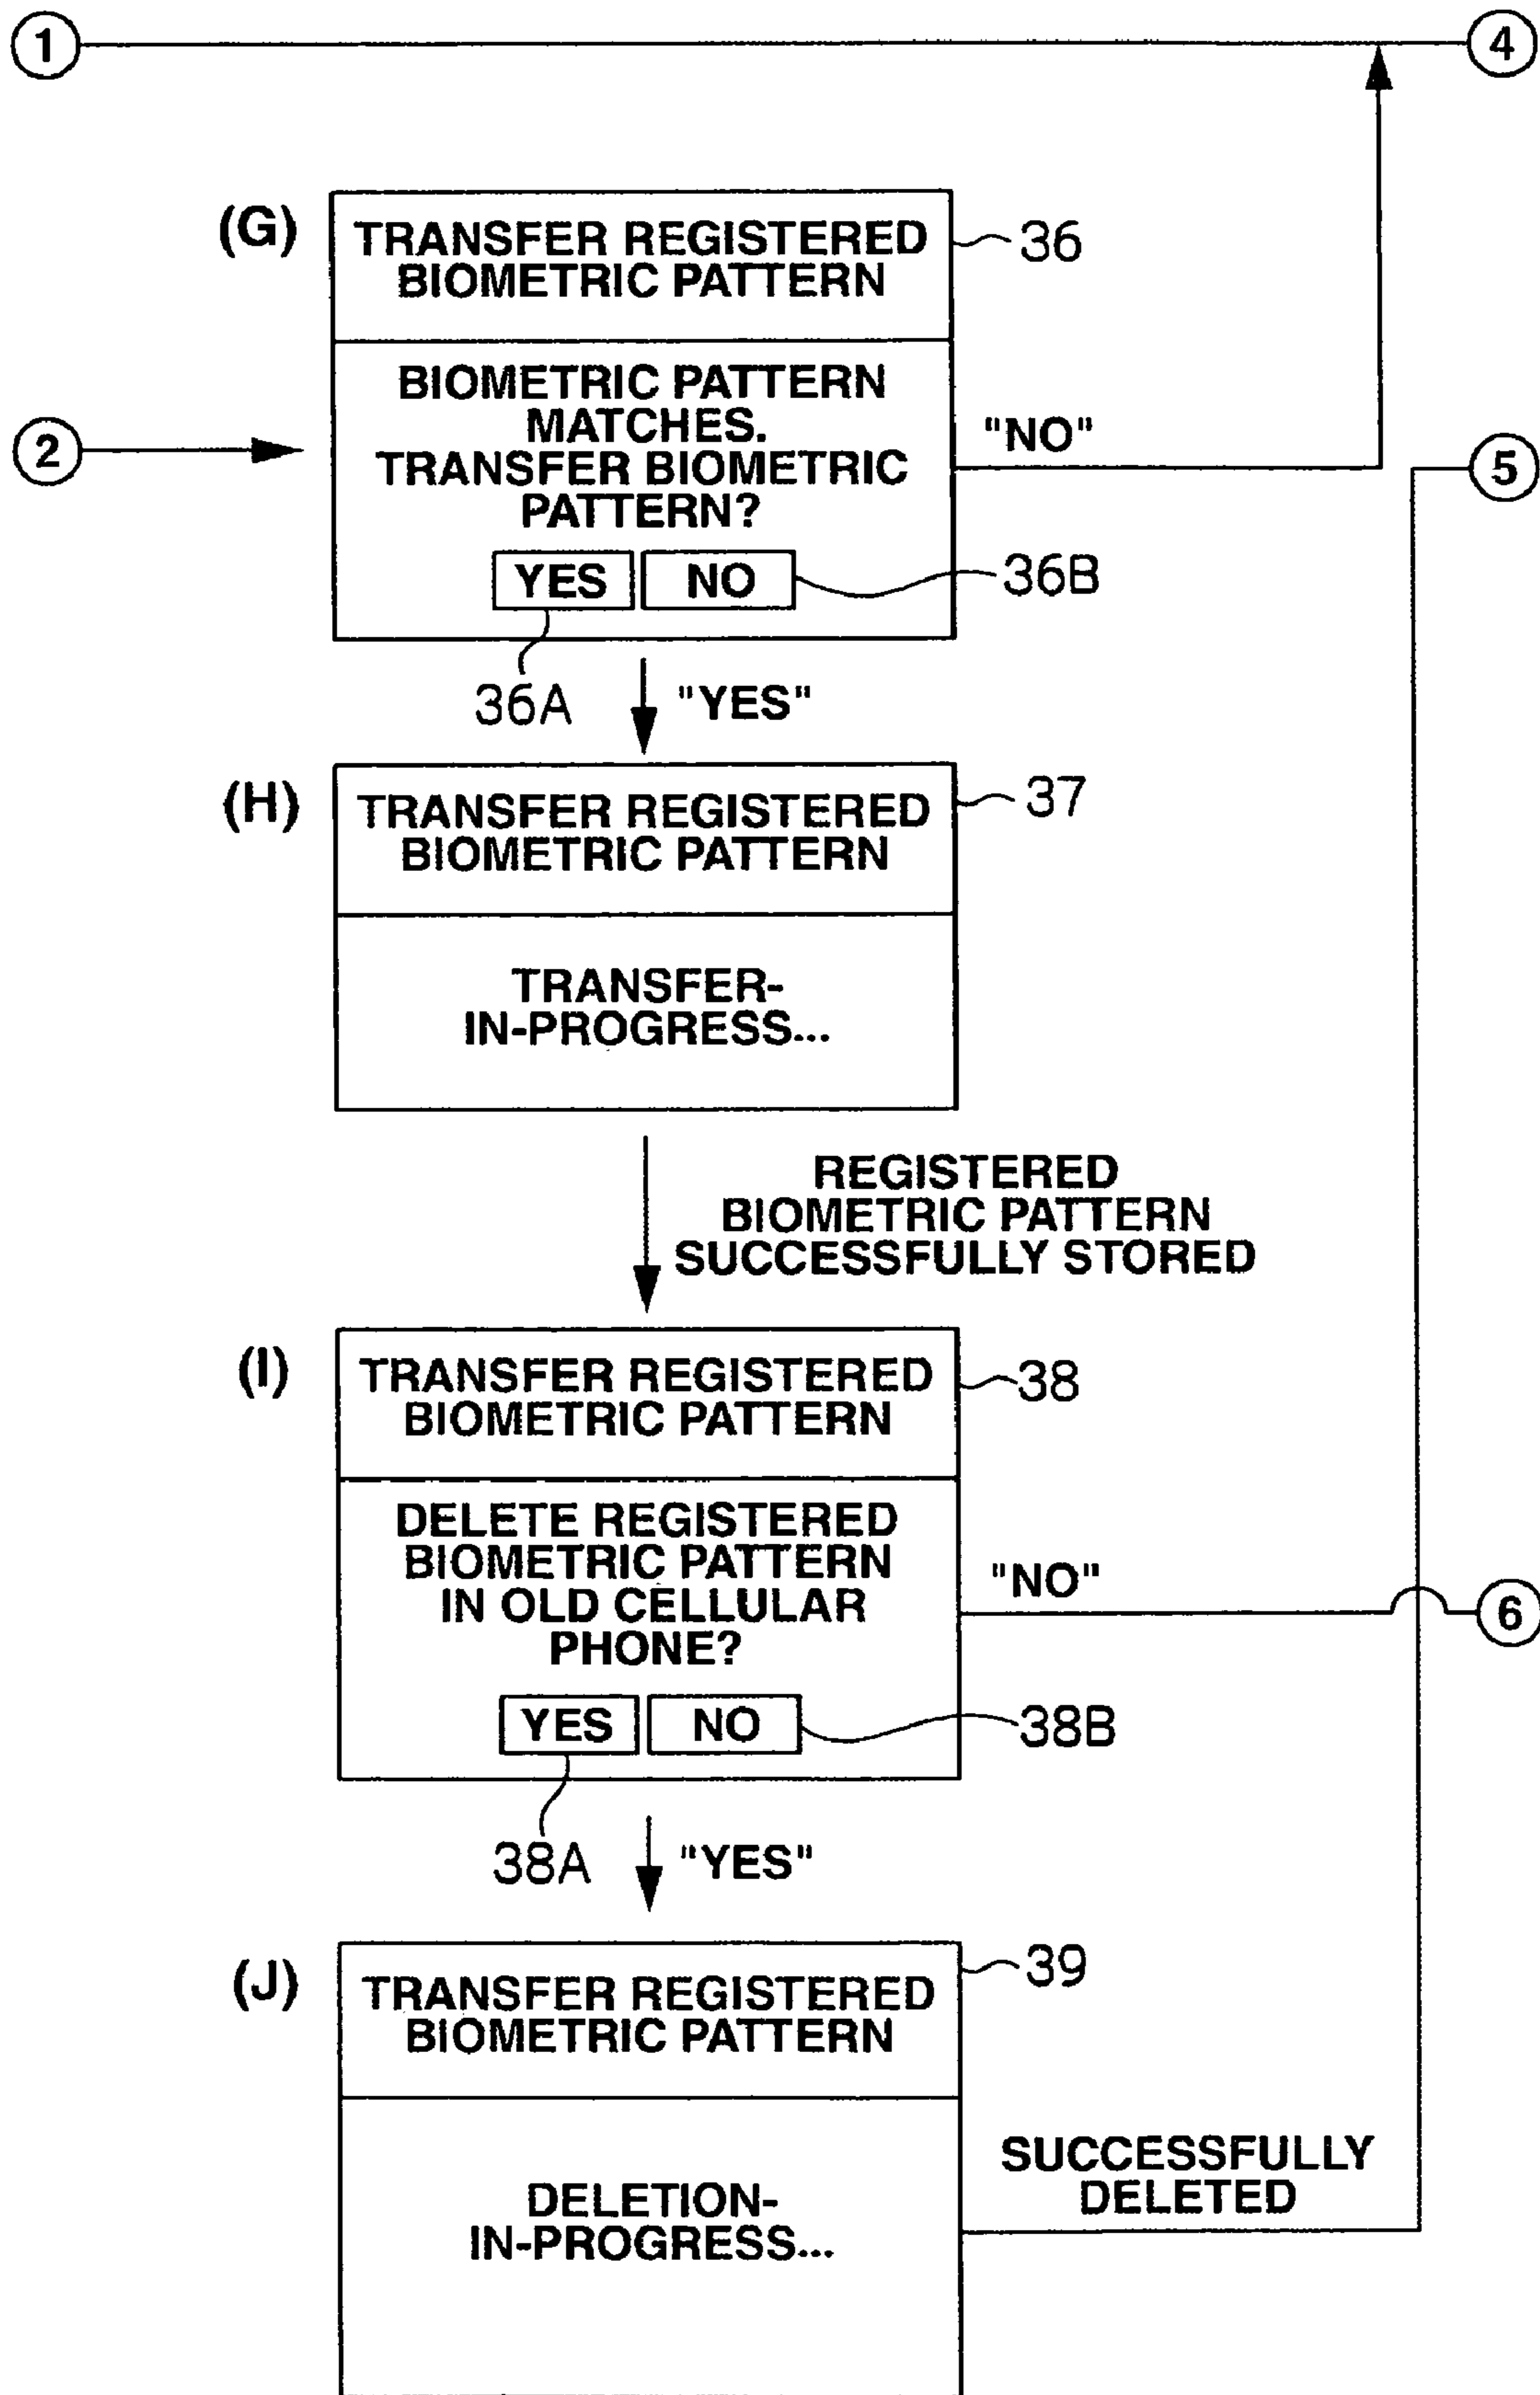 1
4
(G)
TRANSFER REGISTERED
BIOMETRIC PATTERN
36
BIOMETRIC PATTERN
MATCHES.
TRANSFER BIOMETRIC
PATTERN?
2
"NO"
5
YES
NO
36B
36A
"YES"
(H)
TRANSFER REGISTERED
BIOMETRIC PATTERN
37
TRANSFER-
IN-PROGRESS...
REGISTERED
BIOMETRIC PATTERN
SUCCESSFULLY STORED
(I)
TRANSFER REGISTERED
BIOMETRIC PATTERN
38
DELETE REGISTERED
BIOMETRIC PATTERN
IN OLD CELLULAR
PHONE?
"NO"
6
YES
NO
38B
38A
"YES"
(J)
TRANSFER REGISTERED
BIOMETRIC PATTERN
39
DELETION-
IN-PROGRESS...
SUCCESSFULLY
DELETED